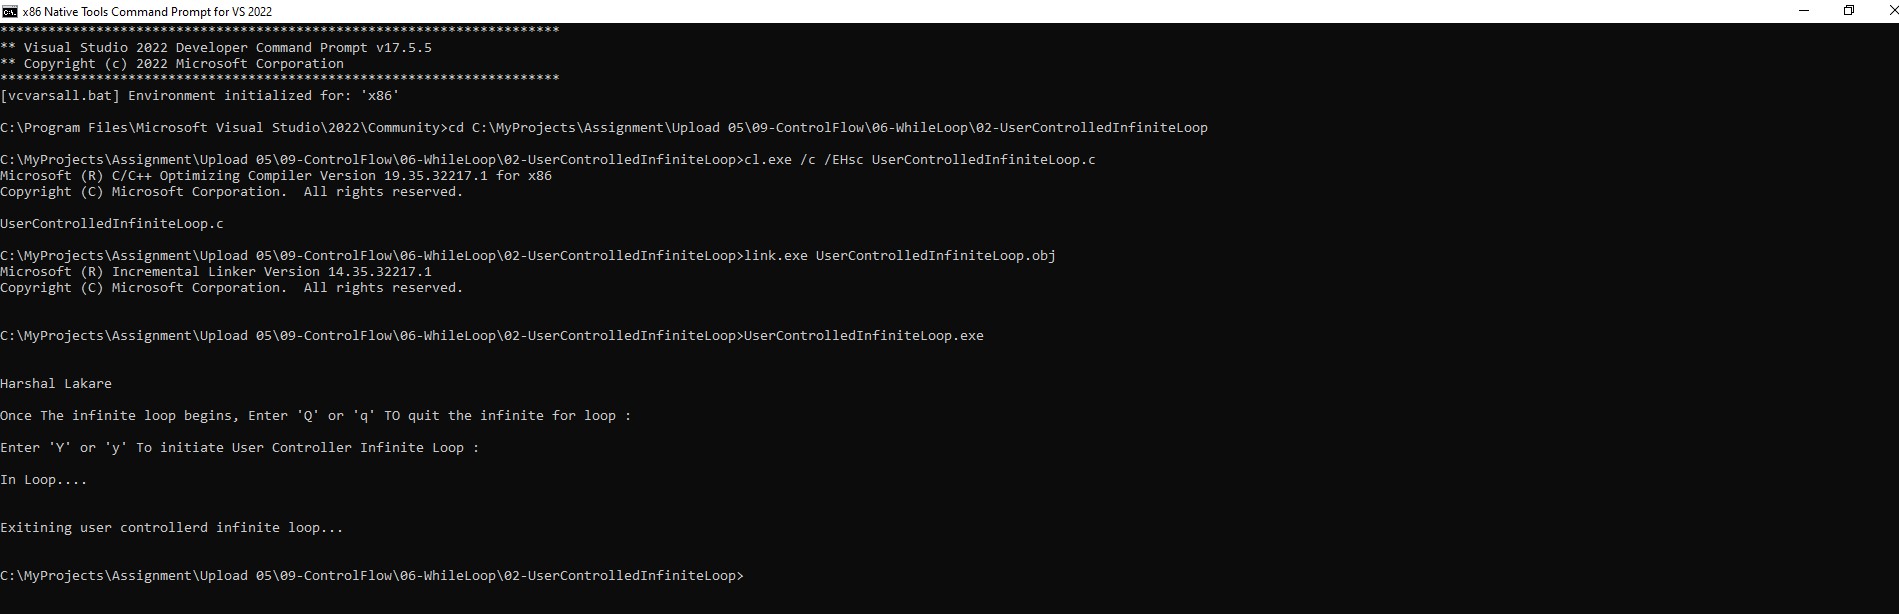 x86 Native Tools Command Prompt for VS 2022
**********************************************************************
** Visual Studio 2022 Developer Command Prompt v17.5.5
** Copyright (c) 2022 Microsoft Corporation
**********************************************************************
[vcvarsall.bat] Environment initialized for: 'x86'
C:\Program Files\Microsoft Visual Studio\2022\Community>cd C:\MyProjects\Assignment\Upload 05\09-ControlFlow\06-WhileLoop\02-UserControlledInfiniteLoop
C:\MyProjects\Assignment\Upload 05\09-ControlFlow\06-WhileLoop\02-UserControlledInfiniteLoop>cl.exe /c /EHsc UserControlledInfiniteLoop.c
Microsoft (R) C/C++ Optimizing Compiler Version 19.35.32217.1 for x86
Copyright (C) Microsoft Corporation.  All rights reserved.
UserControlledInfiniteLoop.c
C:\MyProjects\Assignment\Upload 05\09-ControlFlow\06-WhileLoop\02-UserControlledInfiniteLoop>link.exe UserControlledInfiniteLoop.obj
Microsoft (R) Incremental Linker Version 14.35.32217.1
Copyright (C) Microsoft Corporation.  All rights reserved.
C:\MyProjects\Assignment\Upload 05\09-ControlFlow\06-WhileLoop\02-UserControlledInfiniteLoop>UserControlledInfiniteLoop.exe
Harshal Lakare
Once The infinite loop begins, Enter 'Q' or 'q' TO quit the infinite for loop :
Enter 'Y' or 'y' To initiate User Controller Infinite Loop :
In Loop....
Exitining user controllerd infinite loop...
C:\MyProjects\Assignment\Upload 05\09-ControlFlow\06-WhileLoop\02-UserControlledInfiniteLoop>